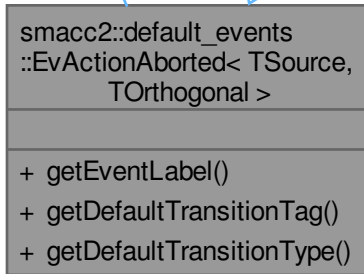 smacc2::default_events
::EvActionAborted< TSource,
TOrthogonal >
+ getEventLabel()
+ getDefaultTransitionTag()
+ getDefaultTransitionType()